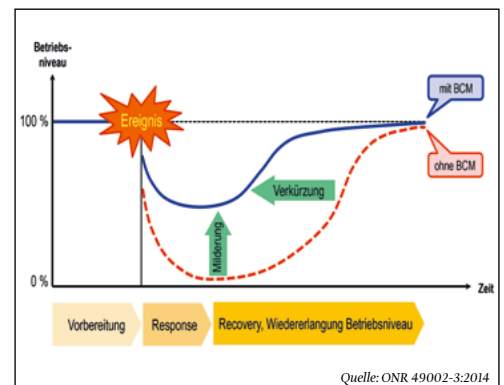 Betriebs-
niveau
mit BCM
100 %
Ereignis
ohne BCM
Verkürzung
Milderung
0 %
Zeit
Vorbereitung
Response
Recovery, Wiedererlangung Betriebsniveau
Quelle: ONR 49002-3:2014